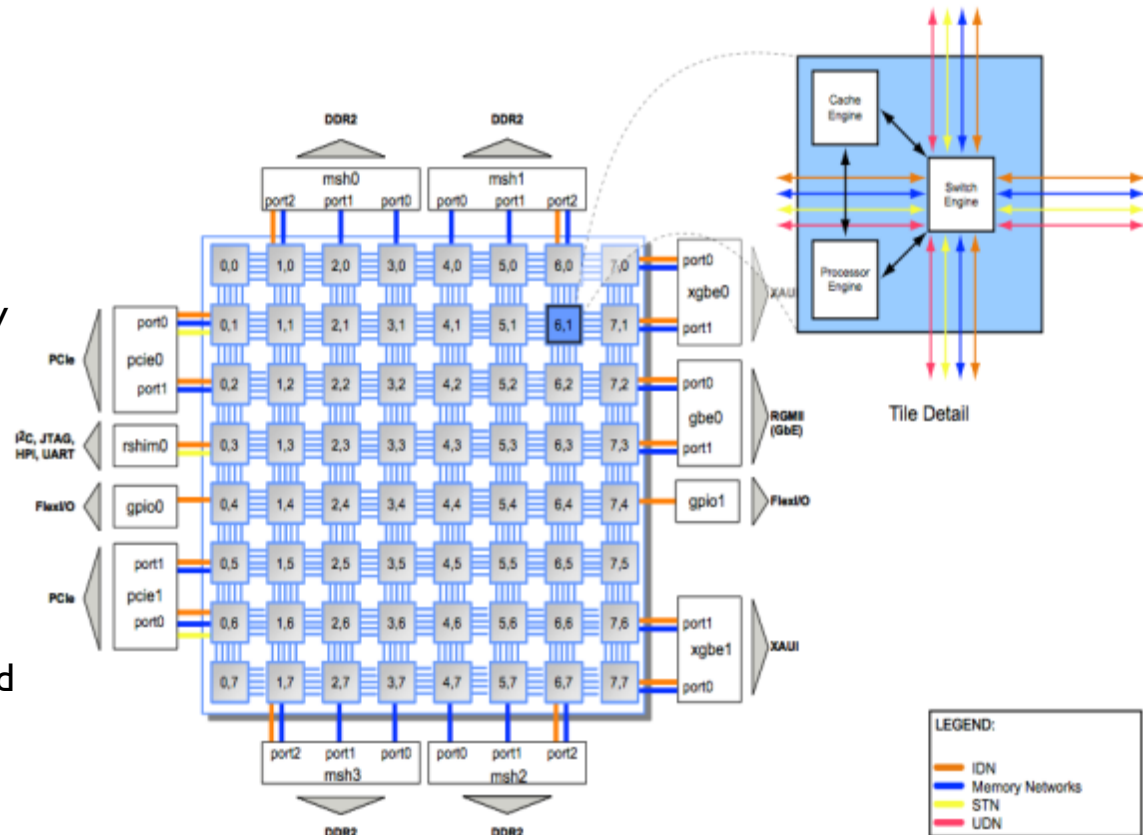 DDR2 DDR2
msh0 msh1
port2 port1 port0 port0 port1 port2
0,0 1,0 2,0 3,0 4,0 5,0 6,0 7,0
0,1 1,1 2,1 3,1 4,1 5,1 6,1 7,1
0,2 1,2 2,2 3,2 4,2 5,2 6,2 7,2
0,3 1,3 2,3 3,3 4,3 5,3 6,3 7,3
0,4 1,4 2,4 3,4 4,4 5,4 6,4 7,4
0,5 1,5 2,5 3,5 4,5 5,5 6,5 7,5
0,6 1,6 2,6 3,6 4,6 5,6 6,6 7,6
0,7 1,7 2,7 3,7 4,7 5,7 6,7 7,7
y
d
PCIe
port0
pcie0
port1
I²C, JTAG,
HPI, UART
rshim0
FlexI/O
gpio0
PCIe
port1
pcie1
port0
port0
xgbe0
port1
XAUI
port0
gbe0
port1
RGMII
(GbE)
gpio1
FlexI/O
port1
xgbe1
port0
XAUI
port2 port1 port0 port0 port1 port2
msh3 msh2
DDR2 DDR2
Cache
Engine
Switch
Engine
Processor
Engine
Tile Detail
LEGEND:
IDN
Memory Networks
STN
UDN